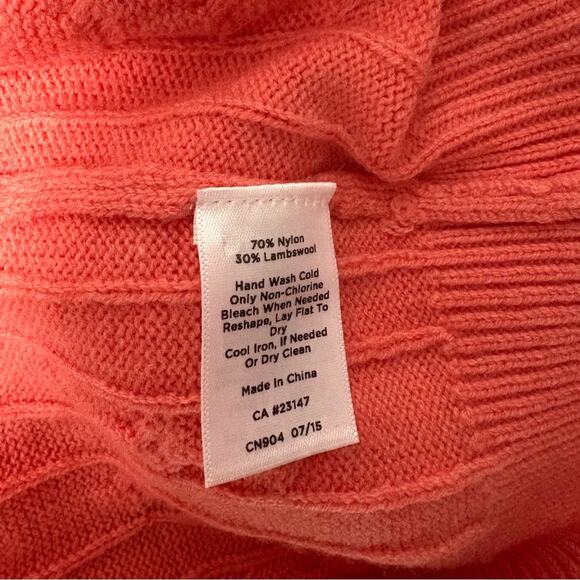 70% Nylon
30% Lambswool
Hand Wash Cold
Only Non-Chlorine
Bleach When Needed
Reshape, Lay Flat To
Dry
Cool Iron, If Needed
Or Dry Clean
Made In China
CA #23147
CN904 07/15